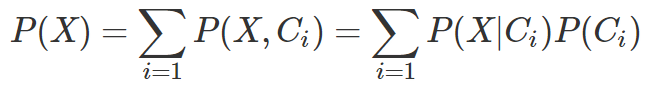 P(X) = ∑_{i=1} P(X, C_i) = ∑_{i=1} P(X|C_i)P(C_i)